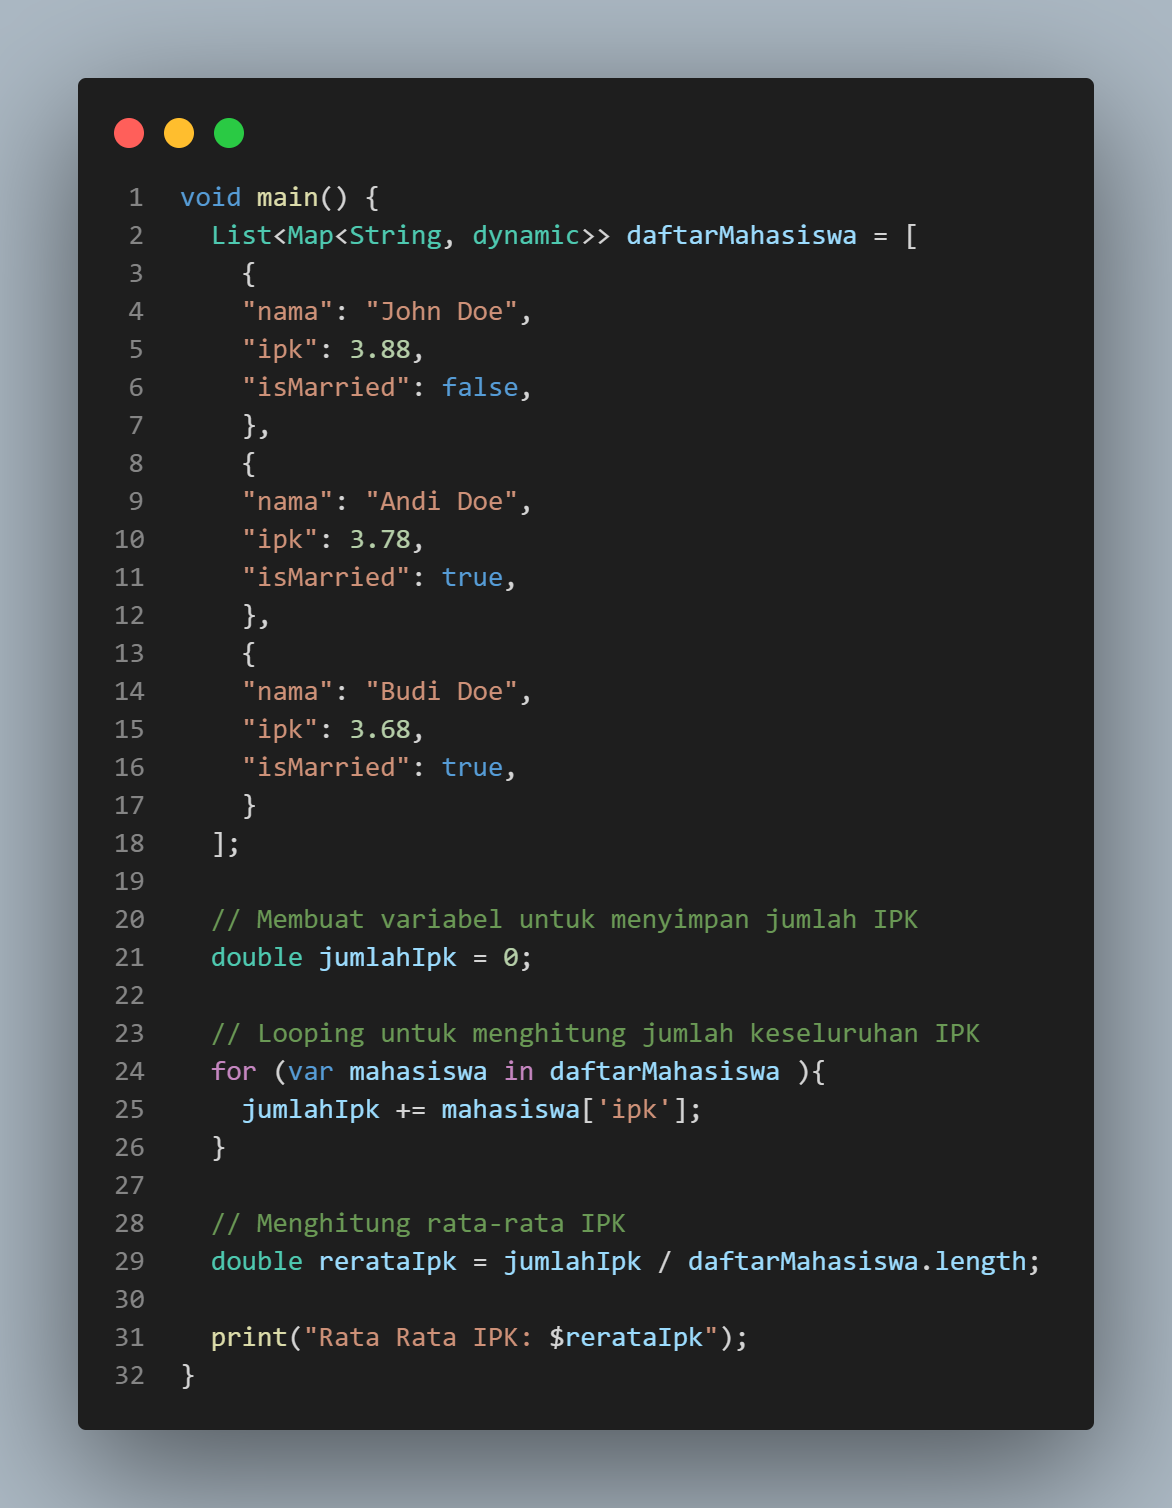 1 void main() {
2 List<Map<String, dynamic>> daftarMahasiswa = [
3 {
4 "nama": "John Doe",
5 "ipk": 3.88,
6 "isMarried": false,
7 },
8 {
9 "nama": "Andi Doe",
10 "ipk": 3.78,
11 "isMarried": true,
12 },
13 {
14 "nama": "Budi Doe",
15 "ipk": 3.68,
16 "isMarried": true,
17 }
18 ];
19
20 // Membuat variabel untuk menyimpan jumlah IPK
21 double jumlahIpk = 0;
22
23 // Looping untuk menghitung jumlah keseluruhan IPK
24 for (var mahasiswa in daftarMahasiswa ){
25 jumlahIpk += mahasiswa['ipk'];
26 }
27
28 // Menghitung rata-rata IPK
29 double rerataIpk = jumlahIpk / daftarMahasiswa.length;
30
31 print("Rata Rata IPK: $rerataIpk");
32 }